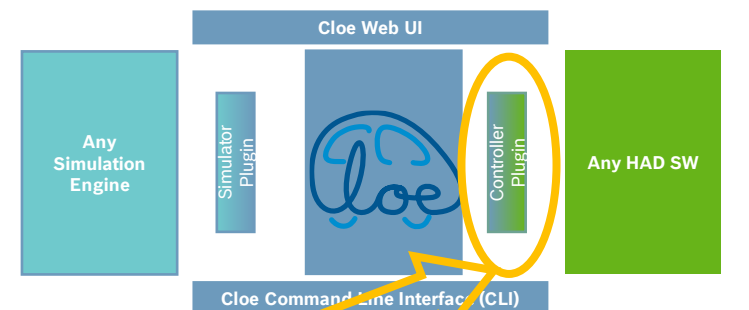 Cloe Web UI
Any
Simulation
Engine
Simulator
Plugin
Cloe
Controller
Plugin
Any HAD SW
Cloe Command Line Interface (CLI)